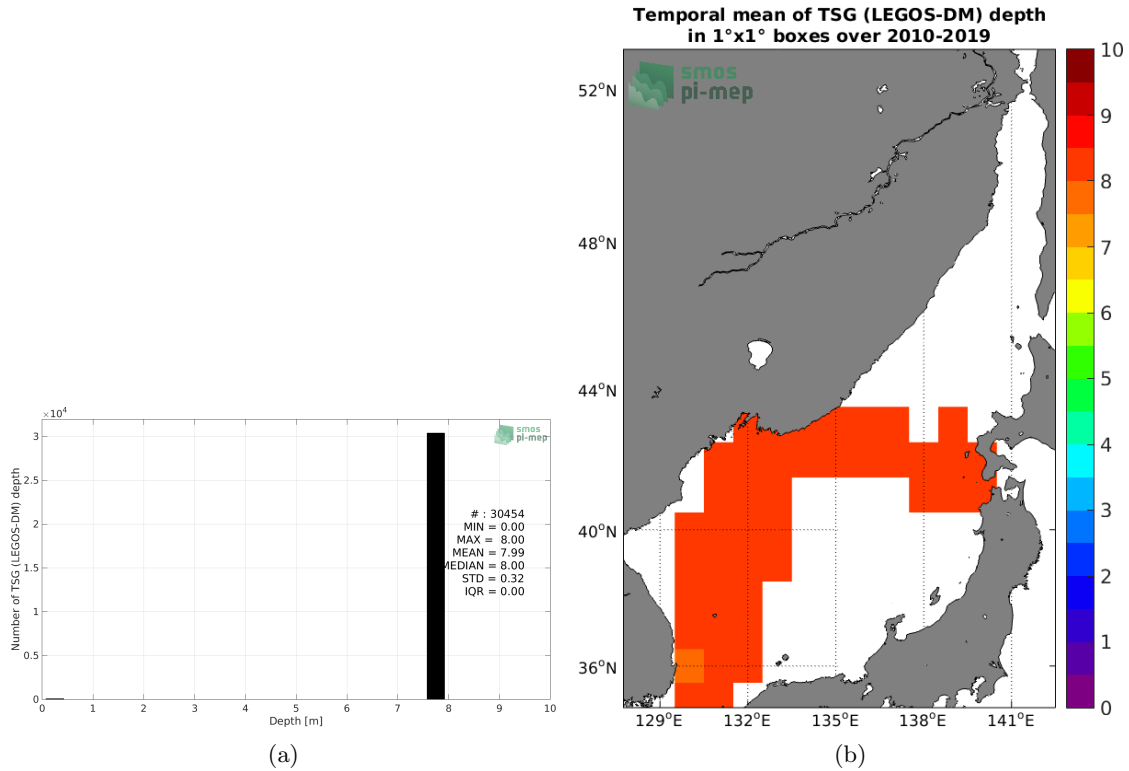 Temporal mean of TSG (LEGOS-DM) depth
in 1°x1° boxes over 2010-2019
smos
pi-mep
52°N
48°N
44°N
40°N
36°N
129°E
132°E
135°E
138°E
141°E
10
9
8
7
6
5
4
3
2
1
0
×10⁴
smos
pi-mep
3
2.5
2
1.5
1
0.5
0
Number of TSG (LEGOS-DM) depth
# : 30454
MIN = 0.00
MAX = 8.00
MEAN = 7.99
MEDIAN = 8.00
STD = 0.32
IQR = 0.00
0
1
2
3
4
5
6
7
8
9
10
Depth [m]
(a)
(b)